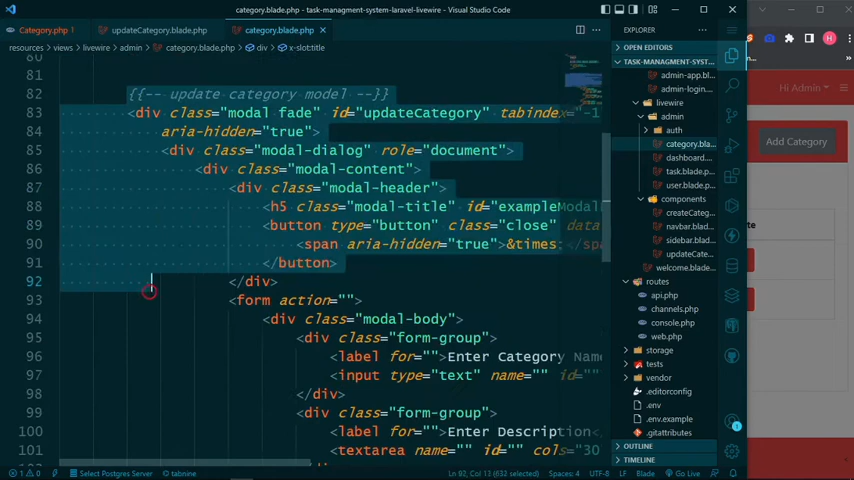 category.blade.php - task-managment-system-laravel-livewire - Visual Studio Code
Category.php 1
updateCategory.blade.php
category.blade.php
EXPLORER
resources > views > livewire > admin > category.blade.php > div > x-slottitle
80
81
82 {{-- update category model --}}
83 <div class="modal fade" id="updateCategory" tabindex="-1
84 aria-hidden="true">
85 <div class="modal-dialog" role="document">
86 <div class="modal-content">
87 <div class="modal-header">
88 <h5 class="modal-title" id="exampleModal
89 <button type="button" class="close" data
90 <span aria-hidden="true">&times;</spa
91 </button>
92 </div>
93 <form action="">
94 <div class="modal-body">
95 <div class="form-group">
96 <label for="">Enter Category Name
97 <input type="text" name="" id=""
98 </div>
99 <div class="form-group">
100 <label for="">Enter Description<
101 <textarea name="" id="" cols="30
OPEN EDITORS
TASK-MANAGMENT-SYST...
admin-app.bl...
admin-login....
livewire
admin
auth
category.bla...
dashboard....
task.blade.p...
user.blade.p...
components
createCateg...
navbar.blad...
sidebar.blad...
updateCate...
welcome.blade...
routes
api.php
channels.php
console.php
web.php
storage
tests
vendor
.editorconfig
.env
.env.example
.gitattributes
OUTLINE
TIMELINE
1
H
Hi Admin
Add Category
1 0
Select Postgres Server
tabnine
Ln 92, Col 13 (632 selected)
Spaces: 4
UTF-8
LF
Blade
Go Live